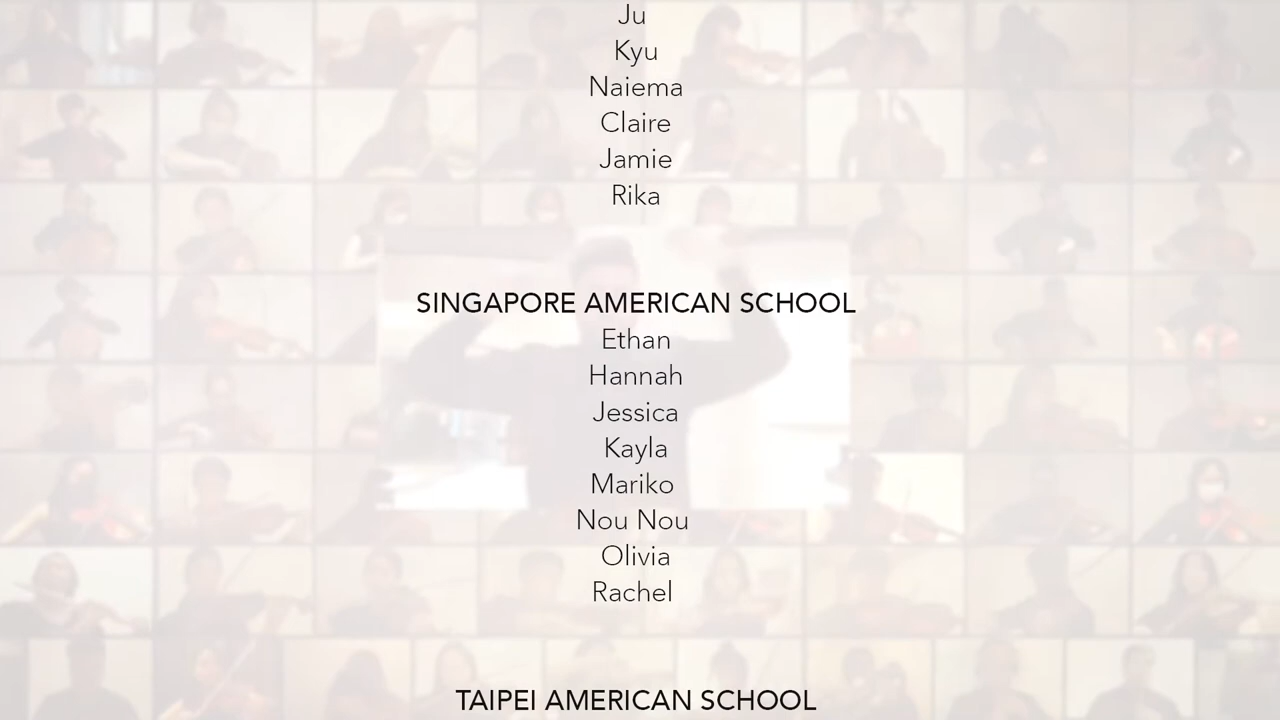 Ju
Kyu
Naiema
Claire
Jamie
Rika
SINGAPORE AMERICAN SCHOOL
Ethan
Hannah
Jessica
Kayla
Mariko
Nou Nou
Olivia
Rachel
TAIPEI AMERICAN SCHOOL